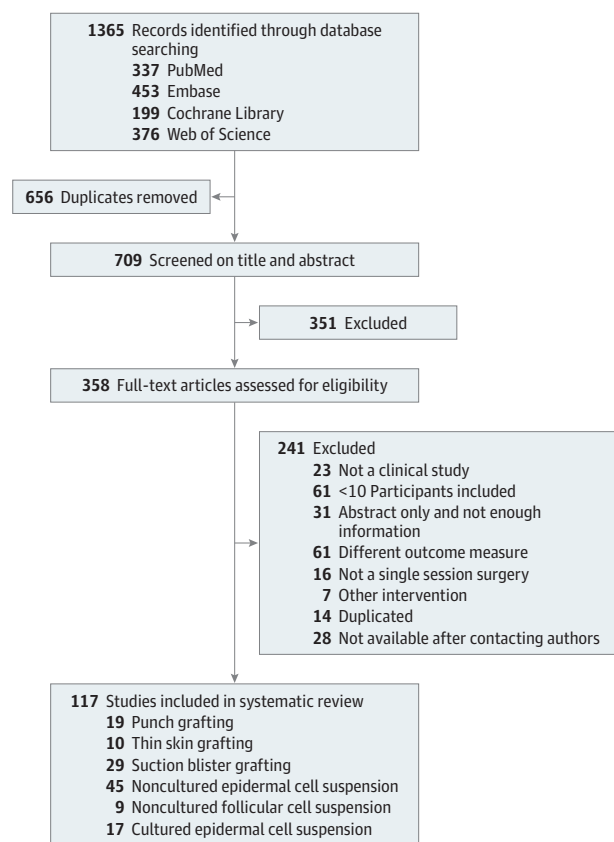 1365 Records identified through database
searching
337 PubMed
453 Embase
199 Cochrane Library
376 Web of Science
656 Duplicates removed
709 Screened on title and abstract
351 Excluded
358 Full-text articles assessed for eligibility
241 Excluded
23 Not a clinical study
61 <10 Participants included
31 Abstract only and not enough
information
61 Different outcome measure
16 Not a single session surgery
7 Other intervention
14 Duplicated
28 Not available after contacting authors
117 Studies included in systematic review
19 Punch grafting
10 Thin skin grafting
29 Suction blister grafting
45 Noncultured epidermal cell suspension
9 Noncultured follicular cell suspension
17 Cultured epidermal cell suspension